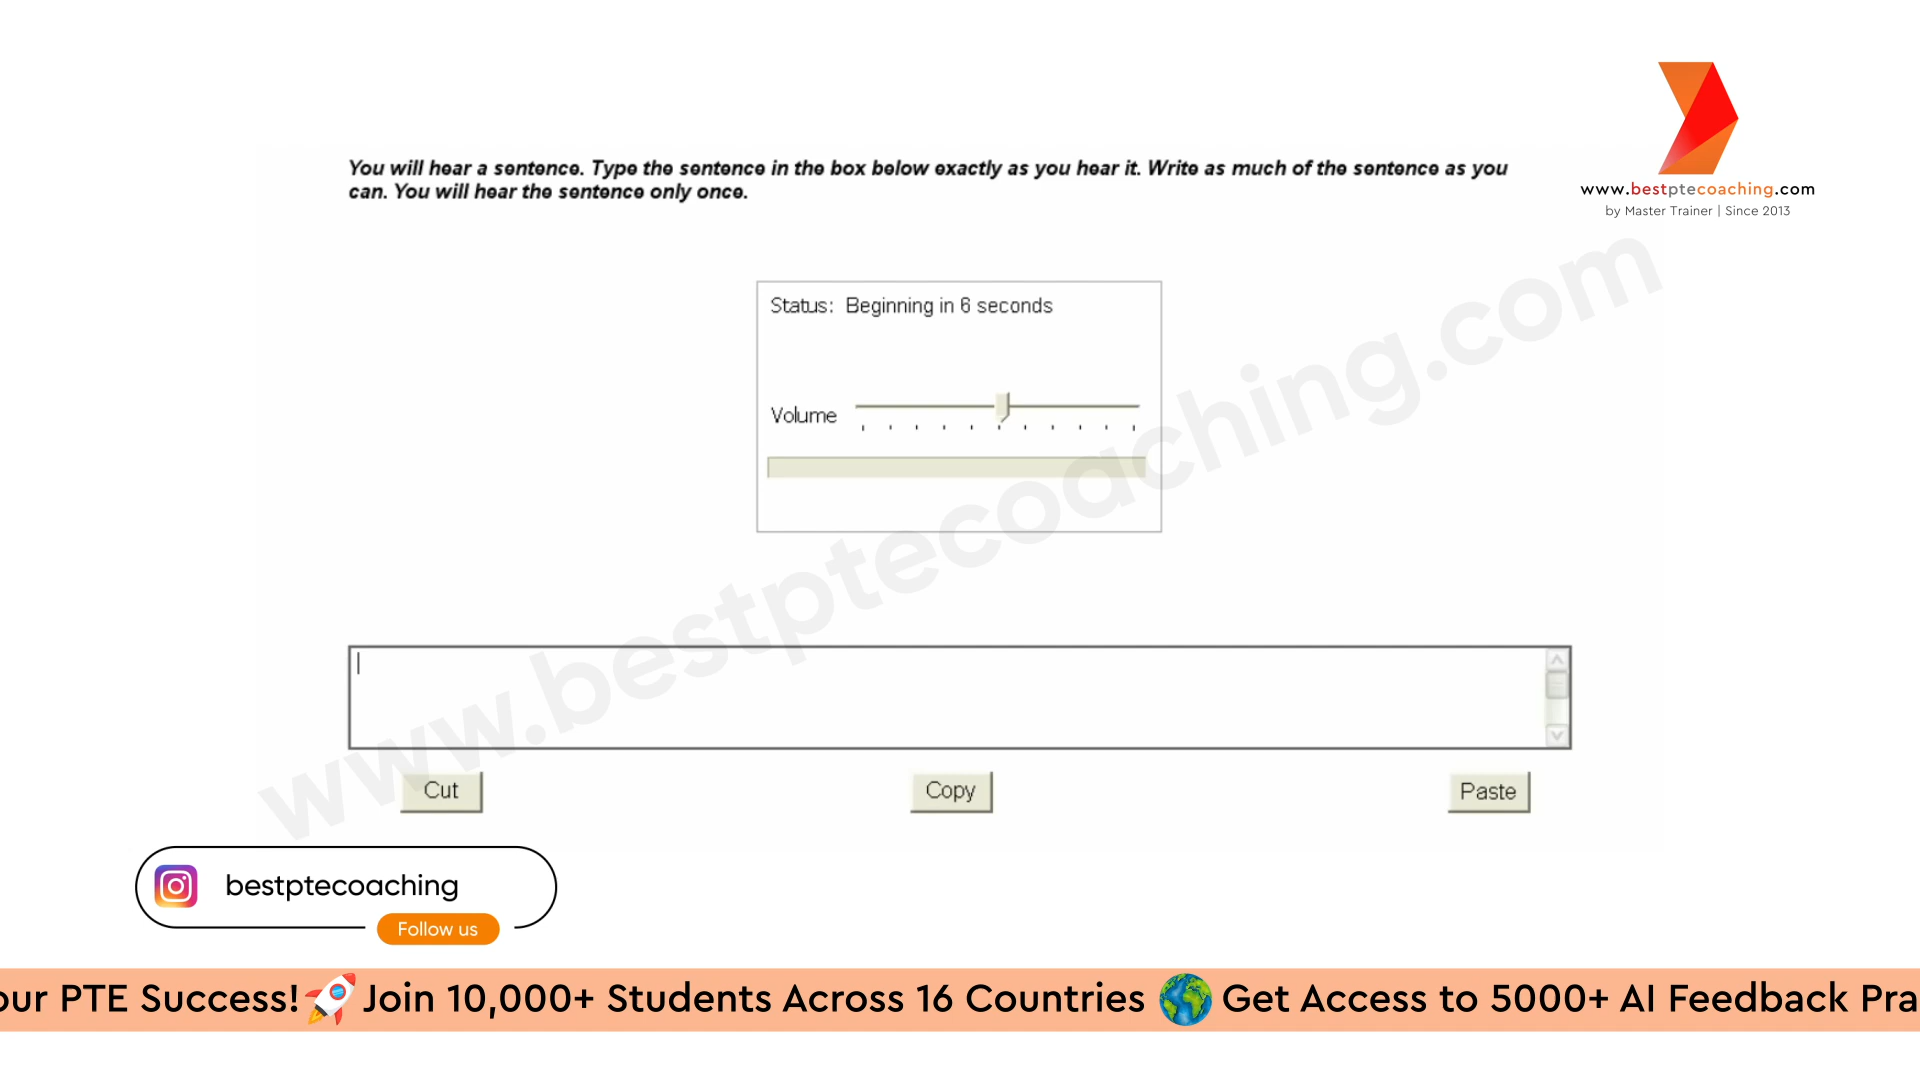 You will hear a sentence. Type the sentence in the box below exactly as you hear it. Write as much of the sentence as you
can. You will hear the sentence only once.
www.bestptecoaching.com
by Master Trainer | Since 2013
Status: Beginning in 6 seconds
Volume
www.bestptecoaching.com
Cut
Copy
Paste
bestptecoaching
Follow us
our PTE Success!🚀Join 10,000+ Students Across 16 Countries 🌍 Get Access to 5000+ AI Feedback Pra